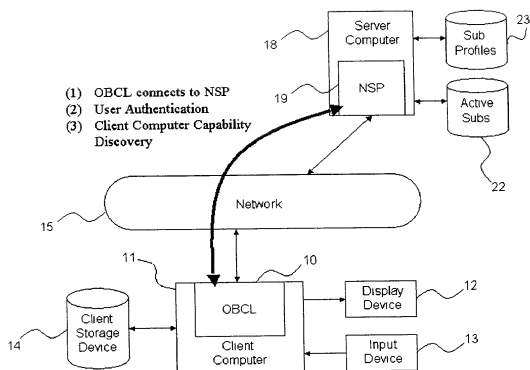 18
Server
Computer
19
NSP
Sub
Profiles
23
Active
Subs
22
(1) OBCL connects to NSP
(2) User Authentication
(3) Client Computer Capability
Discovery
15
Network
11
10
OBCL
Client
Computer
Client
Storage
Device
14
Display
Device
12
Input
Device
13